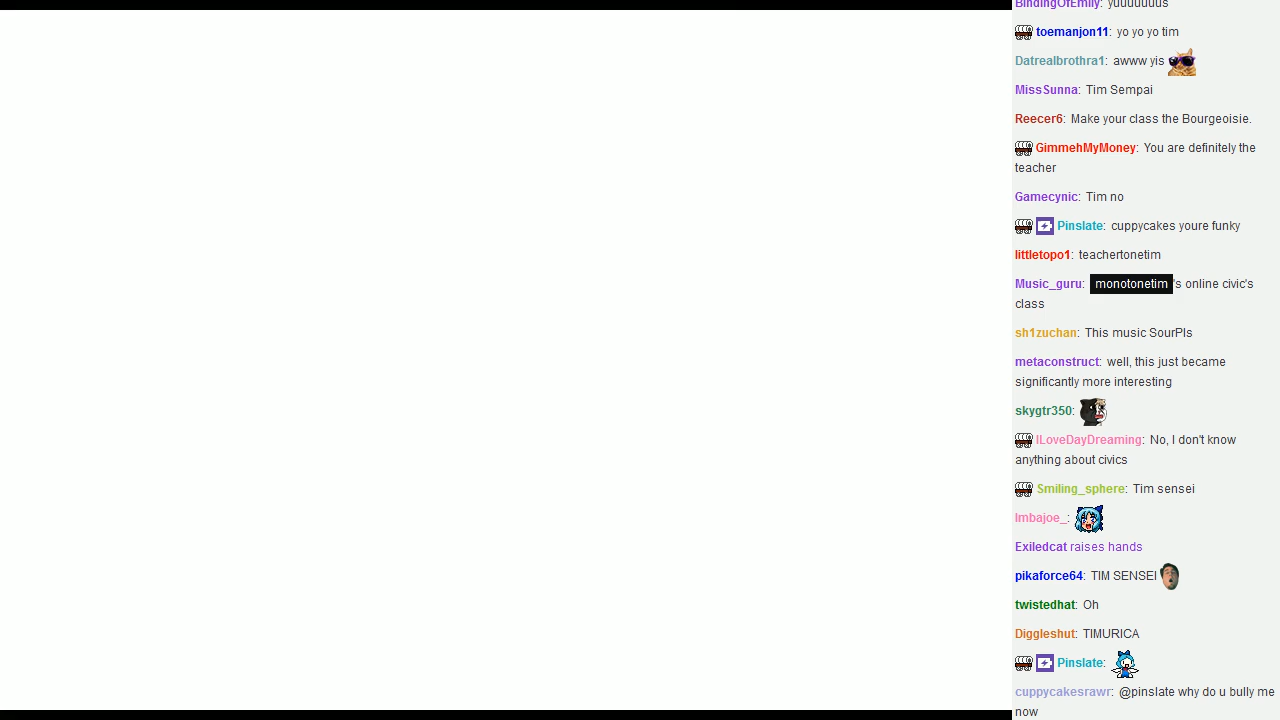 BindingOfEmily: yuuuuuuus
toemanjon11: yo yo yo tim
Datrealbrothra1: awww yis
MissSunna: Tim Sempai
Reecer6: Make your class the Bourgeoisie.
GimmehMyMoney: You are definitely the
teacher
Gamecynic: Tim no
Pinslate: cuppycakes youre funky
littletopo1: teachertonetim
Music_guru: monotonetim's online civic's
class
sh1zuchan: This music SourPls
metaconstruct: well, this just became
significantly more interesting
skygtr350:
ILoveDayDreaming: No, I don't know
anything about civics
Smiling_sphere: Tim sensei
Imbajoe_:
Exiledcat raises hands
pikaforce64: TIM SENSEI
twistedhat: Oh
Diggleshut: TIMURICA
Pinslate:
cuppycakesrawr: @pinslate why do u bully me
now